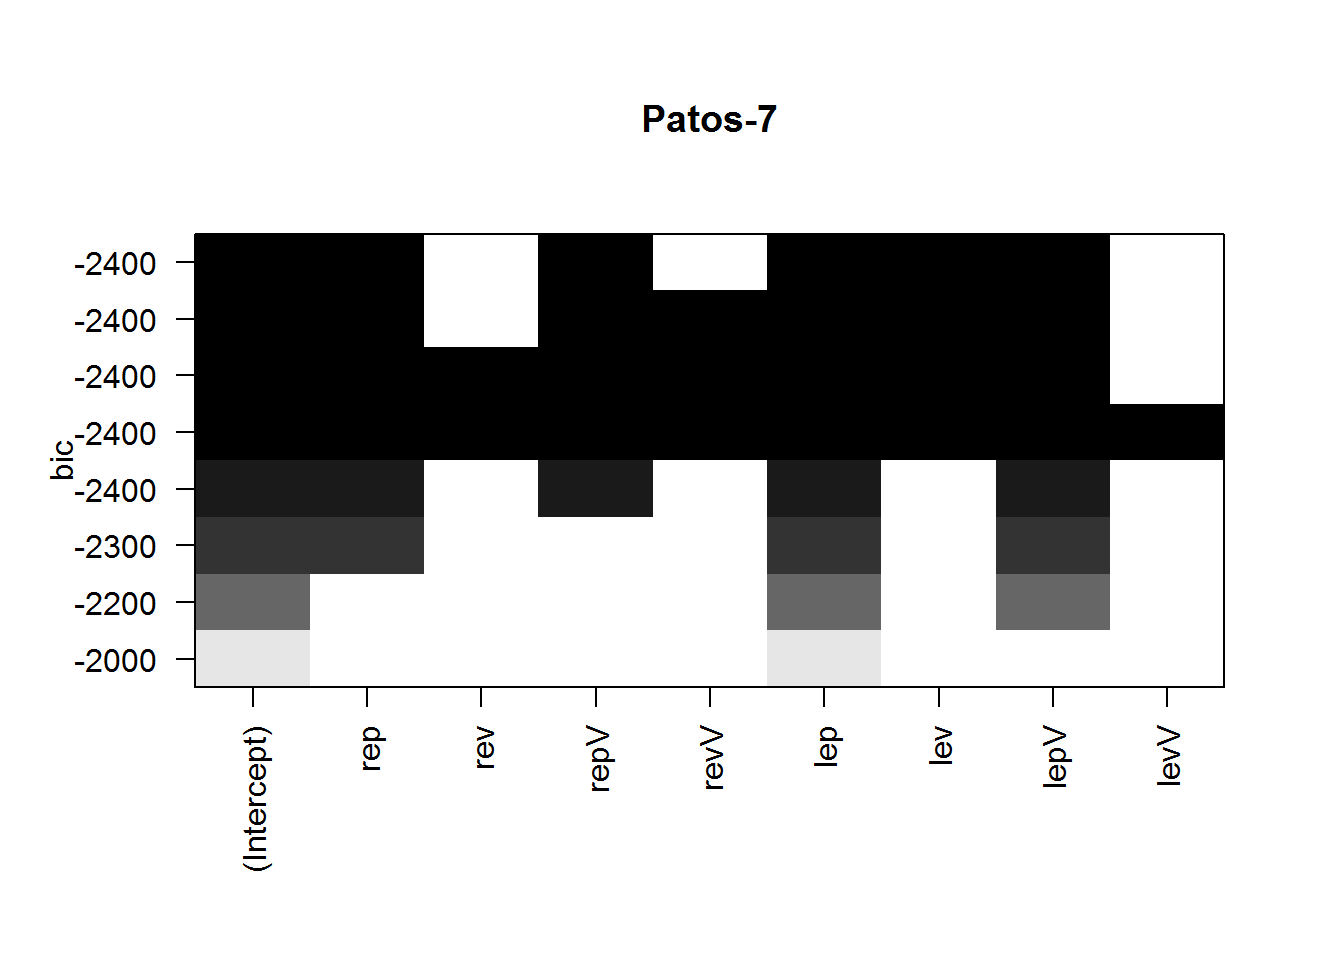 Patos-7
bic
-2400
-2400
-2400
-2400
-2400
-2300
-2200
-2000
(Intercept)
rep
rev
repV
revV
lep
lev
lepV
levV